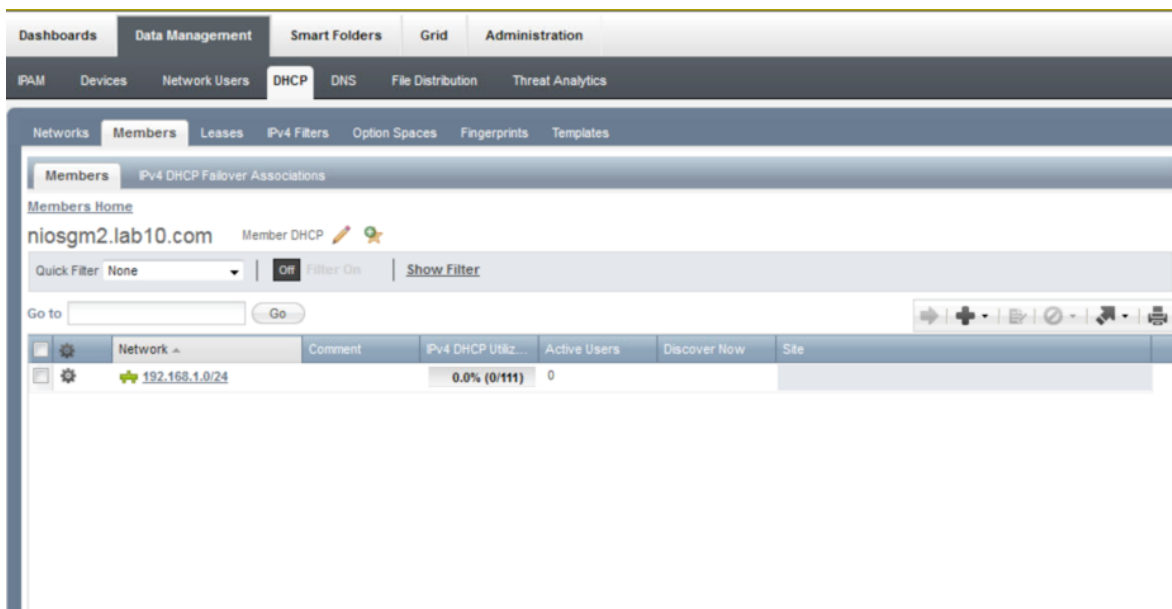 Dashboards Data Management Smart Folders Grid Administration
IPAM Devices Network Users DHCP DNS File Distribution Threat Analytics
Networks Members Leases IPv4 Filters Option Spaces Fingerprints Templates
Members IPv4 DHCP Failover Associations
Members Home
niosgm2.lab10.com Member DHCP
Quick Filter None Off Filter On Show Filter
Go to Go
Network Comment IPv4 DHCP Utiliz... Active Users Discover Now Site
192.168.1.0/24 0.0% (0/111) 0